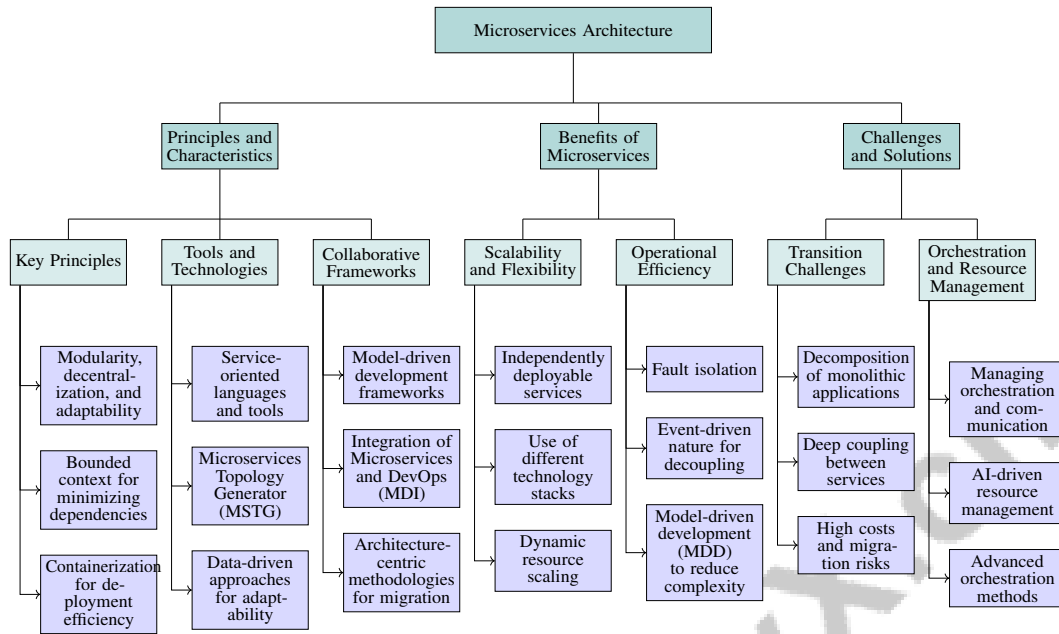 Microservices Architecture
Principles and
Characteristics
Benefits of
Microservices
Challenges
and Solutions
Key Principles
Tools and
Technologies
Collaborative
Frameworks
Scalability
and Flexibility
Operational
Efficiency
Transition
Challenges
Orchestration
and Resource
Management
Modularity,
decentral-
ization, and
adaptability
Bounded
context for
minimizing
dependencies
Containerization
for de-
ployment
efficiency
Service-
oriented
languages
and tools
Microservices
Topology
Generator
(MSTG)
Data-driven
approaches
for adapt-
ability
Model-driven
development
frameworks
Integration of
Microservices
and DevOps
(MDI)
Architecture-
centric
methodologies
for migration
Independently
deployable
services
Use of
different
technology
stacks
Dynamic
resource
scaling
Fault isolation
Event-driven
nature for
decoupling
Model-driven
development
(MDD)
to reduce
complexity
Decomposition
of monolithic
applications
Deep coupling
between
services
High costs
and migra-
tion risks
Managing
orchestration
and com-
munication
AI-driven
resource
management
Advanced
orchestration
methods